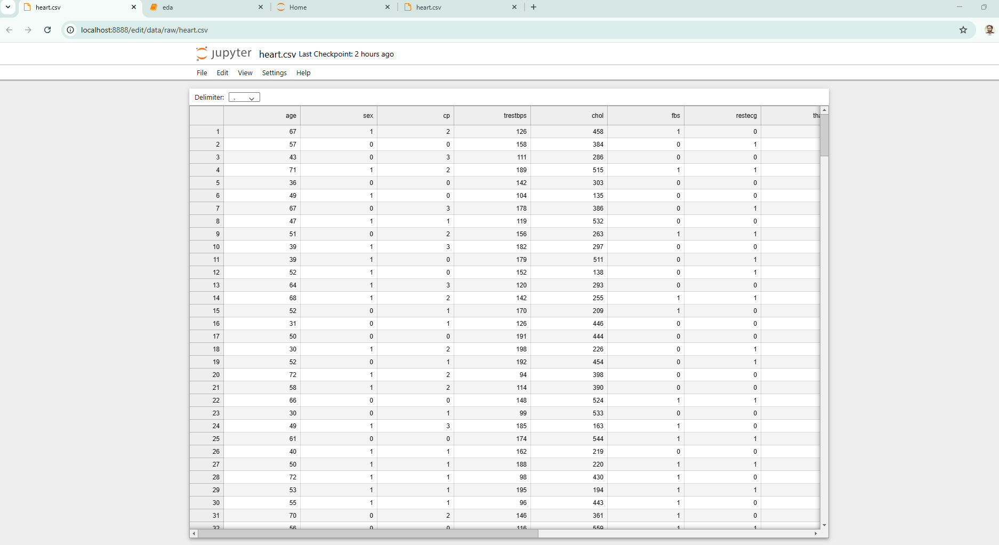 heart.csv eda Home heart.csv
localhost:8888/edit/data/raw/heart.csv
jupyter heart.csv Last Checkpoint: 2 hours ago
File Edit View Settings Help
Delimiter: ,
age sex cp trestbps chol fbs restecg tha
1 67 1 2 126 458 1 0
2 57 0 0 158 384 0 1
3 43 0 3 111 286 0 0
4 71 1 2 189 515 1 1
5 36 0 0 142 303 0 0
6 49 1 0 104 135 0 0
7 67 0 3 178 386 0 1
8 47 1 1 119 532 0 0
9 51 0 2 156 263 1 1
10 39 1 3 182 297 0 0
11 39 1 0 179 511 0 1
12 52 1 0 152 138 0 1
13 64 1 3 120 293 0 0
14 68 1 2 142 255 1 1
15 52 0 1 170 209 1 0
16 31 0 1 126 446 0 0
17 50 0 0 191 444 0 0
18 30 1 2 198 226 0 1
19 52 0 1 192 454 0 1
20 72 1 2 94 398 0 0
21 58 1 2 114 390 0 0
22 66 0 0 148 524 1 1
23 30 0 1 99 533 0 0
24 49 1 3 185 163 1 0
25 61 0 0 174 544 1 1
26 40 1 1 162 219 0 0
27 50 1 1 188 220 1 1
28 72 1 1 98 430 1 0
29 53 1 1 195 194 1 1
30 55 1 1 96 443 1 0
31 70 0 2 146 361 1 0
32 56 0 0 116 559 1 1